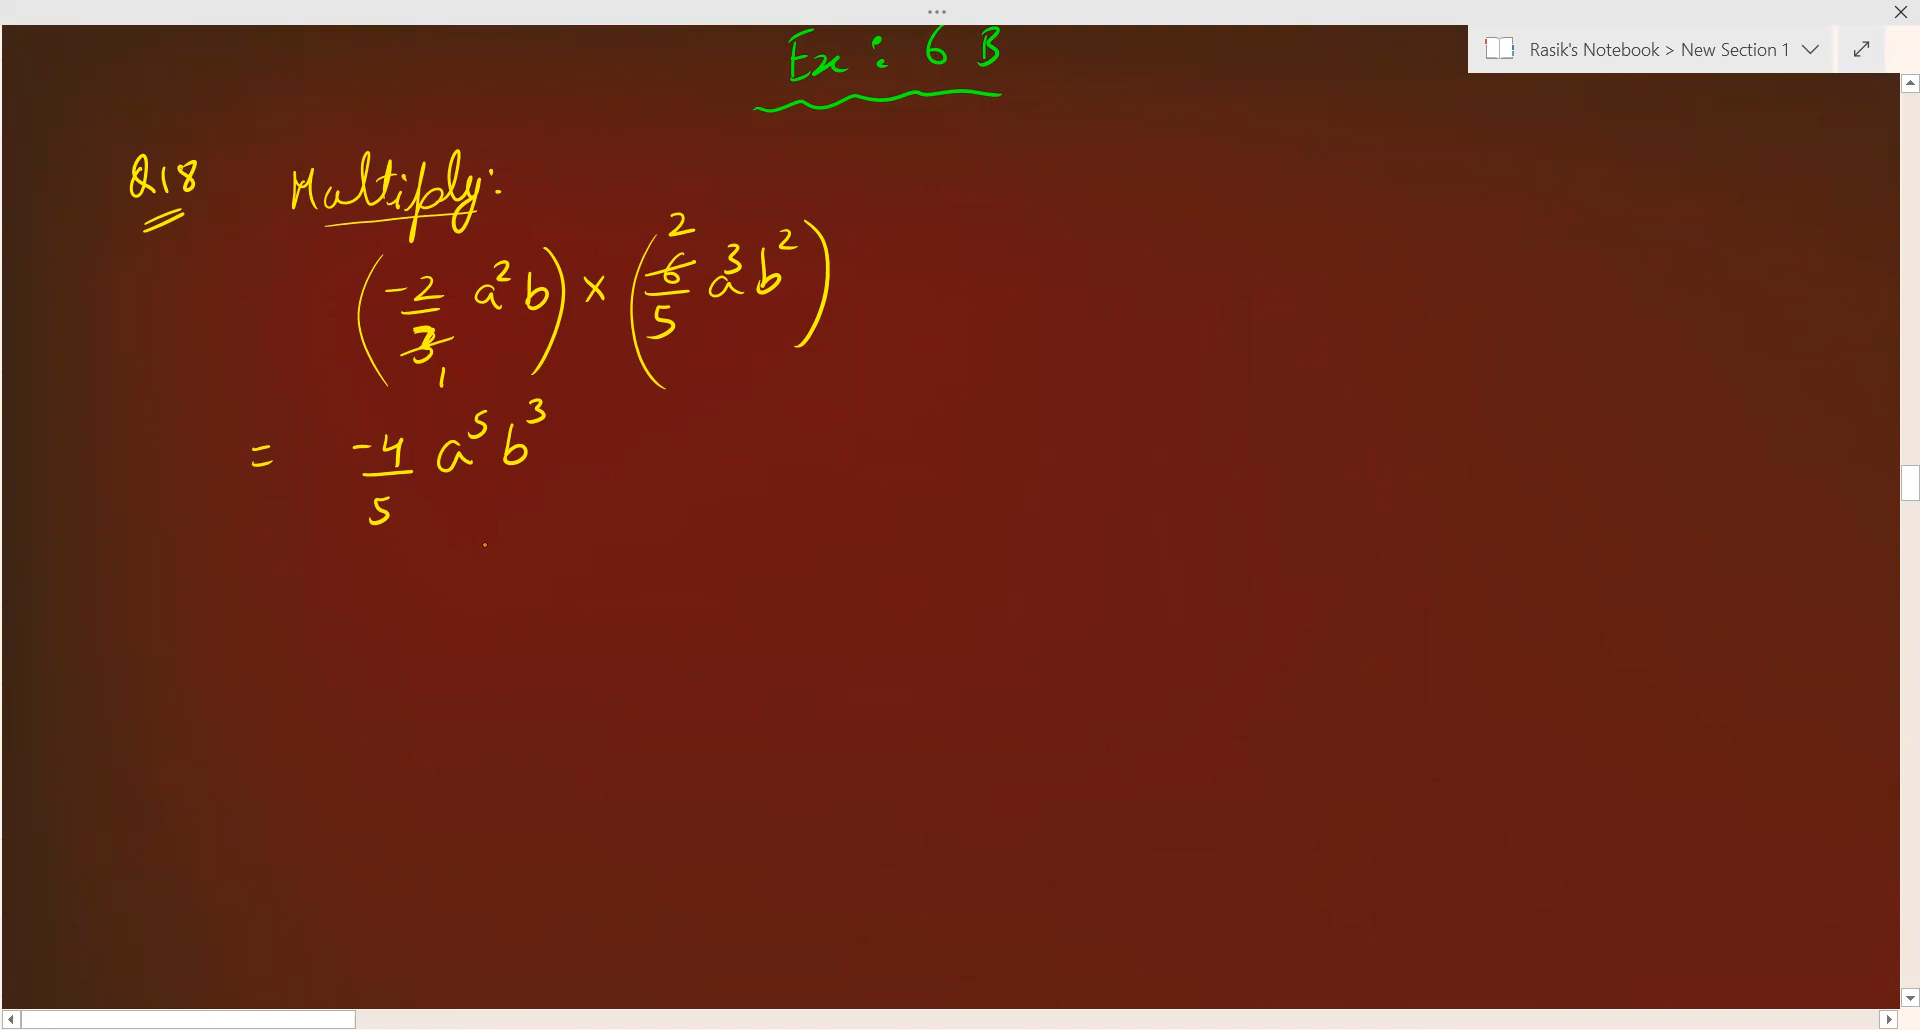 Ex : 6 B
Rasik's Notebook > New Section 1
Q18 Multiply:
(-2/3 a² b) × (6/5 a³ b²)
2
1
= -4/5 a⁵ b³